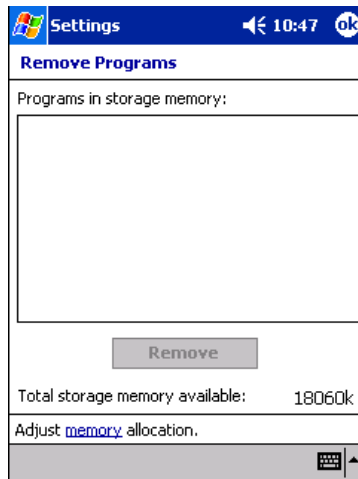 Settings 10:47 ok
Remove Programs
Programs in storage memory:
Remove
Total storage memory available: 18060k
Adjust memory allocation.